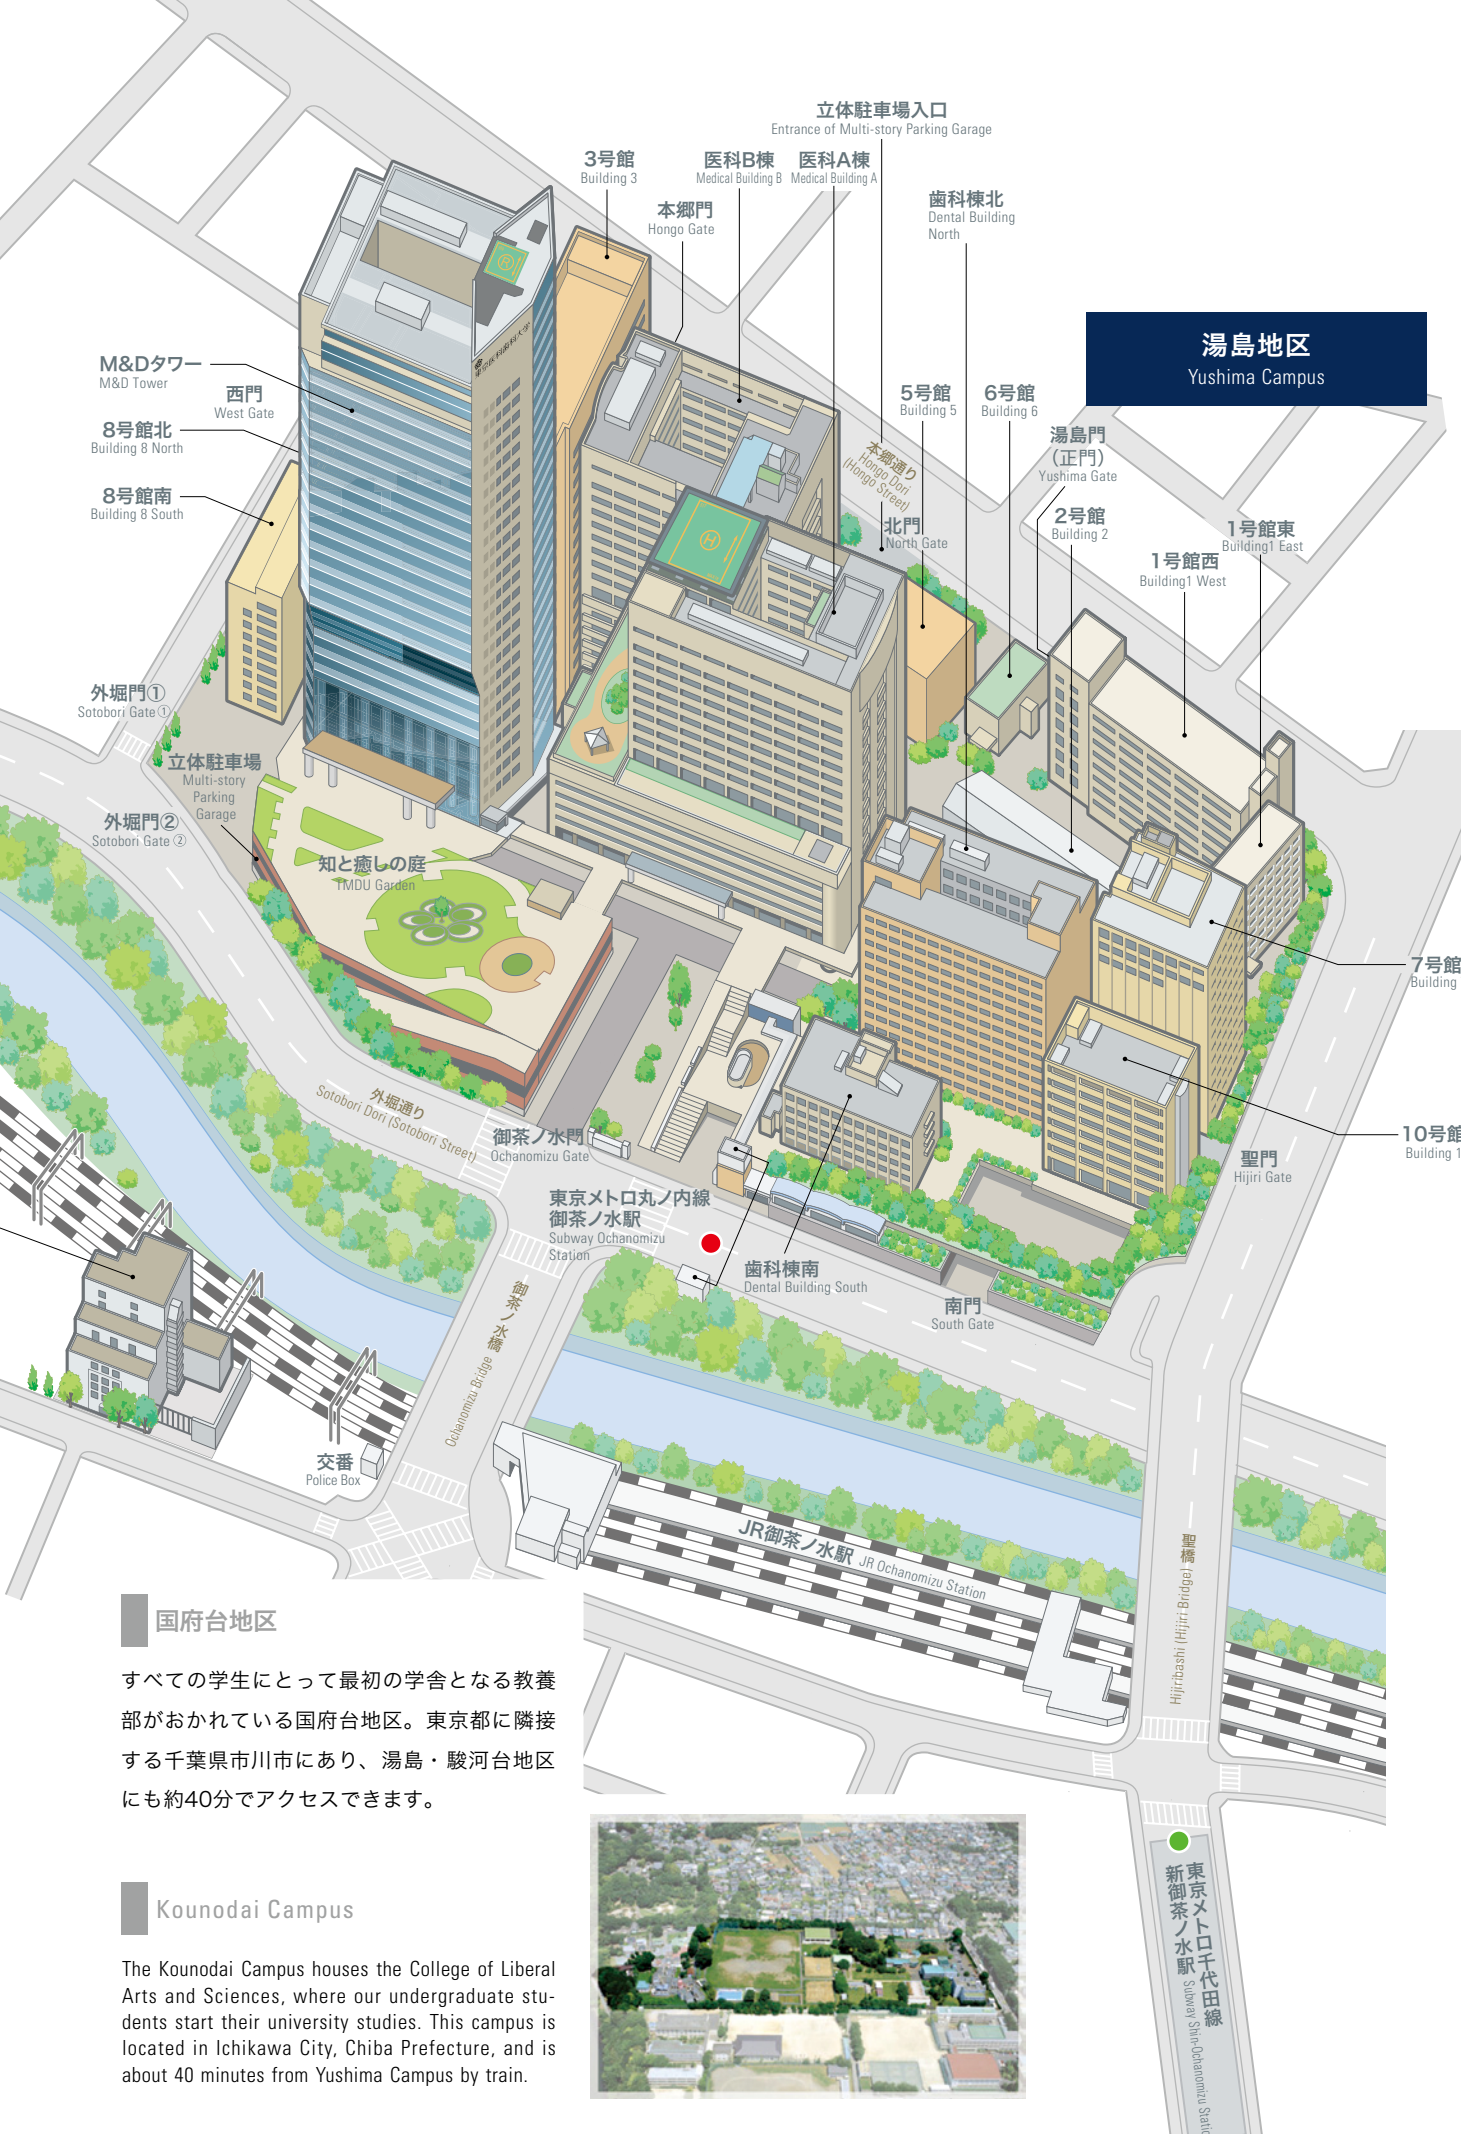 立体駐車場入口
Entrance of Multi-story Parking Garage
3号館
Building 3
医科B棟
Medical Building B
医科A棟
Medical Building A
本郷門
Hongo Gate
歯科棟北
Dental Building
North
湯島地区
Yushima Campus
東京医科歯科大学
M&Dタワー
M&D Tower
西門
West Gate
8号館北
Building 8 North
8号館南
Building 8 South
5号館
Building 5
6号館
Building 6
湯島門
(正門)
Yushima Gate
本郷通り
Hongo Dori
(Hongo Street)
北門
North Gate
2号館
Building 2
1号館東
Building1 East
1号館西
Building1 West
R
H
外堀門①
Sotobori Gate①
立体駐車場
Multi-story
Parking
Garage
外堀門②
Sotobori Gate ②
知と癒しの庭
TMDU Garden
7号館
Building
外堀通り
Sotobori Dori (Sotobori Street)
御茶ノ水門
Ochanomizu Gate
10号館
Building 1
聖門
Hijiri Gate
東京メトロ丸ノ内線
御茶ノ水駅
Subway Ochanomizu
Station
歯科棟南
Dental Building South
南門
South Gate
御茶ノ水橋
Ochanomizu Bridge
交番
Police Box
JR御茶ノ水駅 JR Ochanomizu Station
聖橋
Hijiribashi (Hijiri Bridge)
国府台地区
すべての学生にとって最初の学舎となる教養
部がおかれている国府台地区。東京都に隣接
する千葉県市川市にあり、湯島・駿河台地区
にも約40分でアクセスできます。
Kounodai Campus
The Kounodai Campus houses the College of Liberal
Arts and Sciences, where our undergraduate stu-
dents start their university studies. This campus is
located in Ichikawa City, Chiba Prefecture, and is
about 40 minutes from Yushima Campus by train.
東京メトロ千代田線
新御茶ノ水駅
Subway Shin-Ochanomizu Static